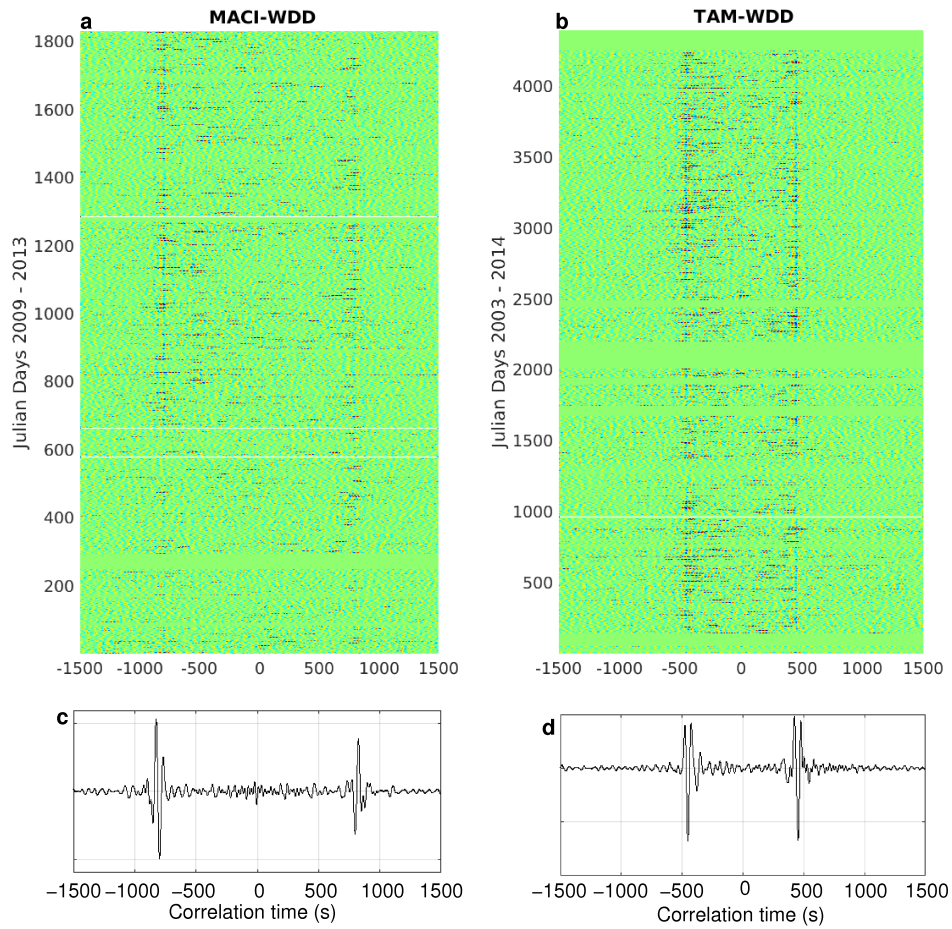 a MACI-WDD
Julian Days 2009 - 2013
1800
1600
1400
1200
1000
800
600
400
200
-1500 -1000 -500 0 500 1000 1500
b TAM-WDD
Julian Days 2003 - 2014
4000
3500
3000
2500
2000
1500
1000
500
-1500 -1000 -500 0 500 1000 1500
c
−1500 −1000 −500 0 500 1000 1500
Correlation time (s)
d
−1500 −1000 −500 0 500 1000 1500
Correlation time (s)